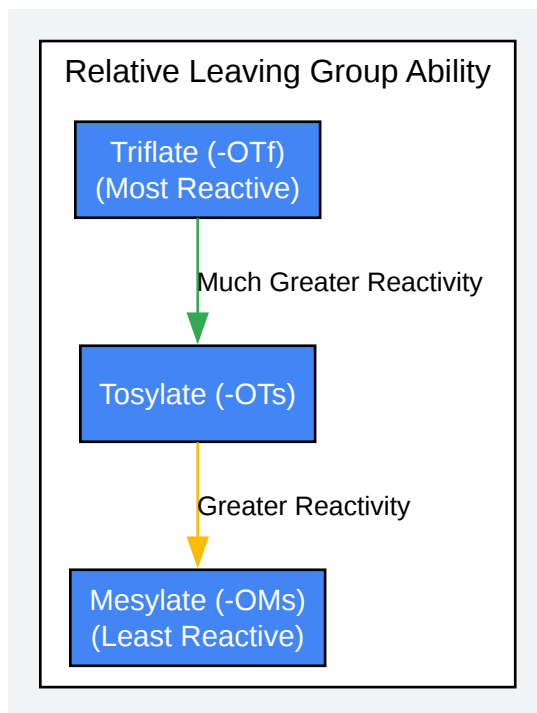 Relative Leaving Group Ability
Triflate (-OTf)
(Most Reactive)
Much Greater Reactivity
Tosylate (-OTs)
Greater Reactivity
Mesylate (-OMs)
(Least Reactive)